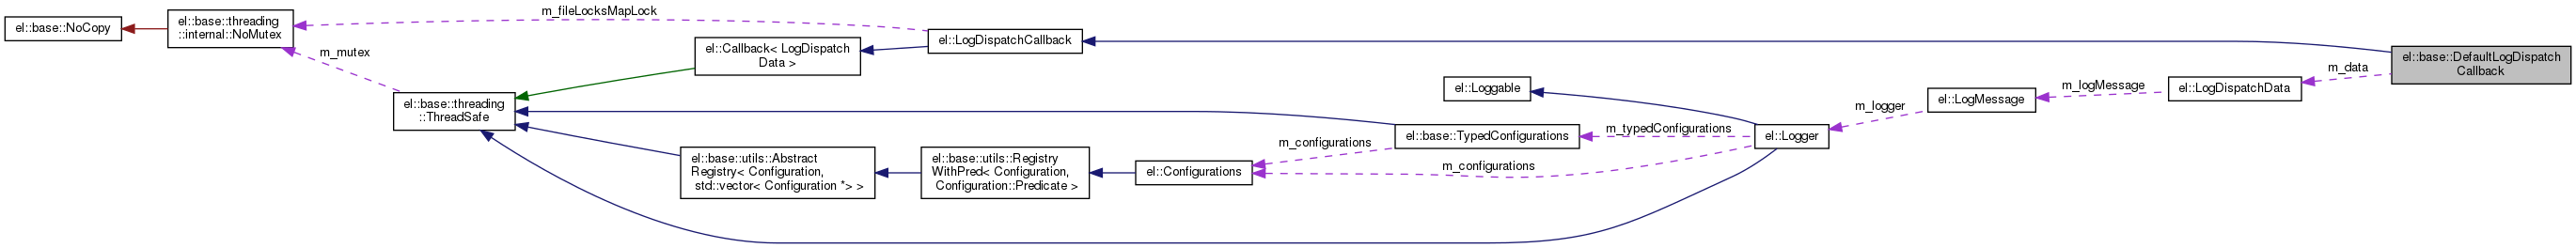 el::base::NoCopy
el::base::threading
::internal::NoMutex
m_fileLocksMapLock
m_mutex
el::base::threading
::ThreadSafe
el::Callback< LogDispatch
Data >
el::LogDispatchCallback
el::base::utils::Abstract
Registry< Configuration,
std::vector< Configuration *> >
el::base::utils::Registry
WithPred< Configuration,
Configuration::Predicate >
el::Configurations
m_configurations
m_configurations
el::Loggable
el::base::TypedConfigurations
m_typedConfigurations
el::Logger
m_logger
el::LogMessage
m_logMessage
el::LogDispatchData
m_data
el::base::DefaultLogDispatch
Callback